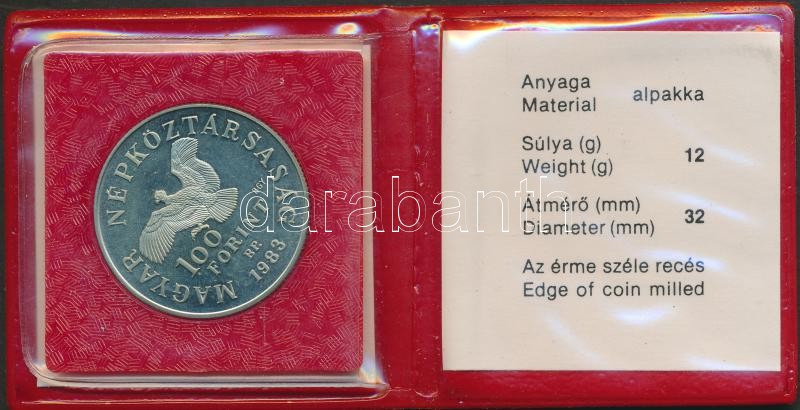 MAGYAR NÉPKÖZTÁRSASÁG
100
FORINT
BP.
1983
Anyaga
Material alpakka
Súlya (g)
Weight (g) 12
Átmérő (mm)
Diameter (mm) 32
Az érme széle recés
Edge of coin milled
darabanth